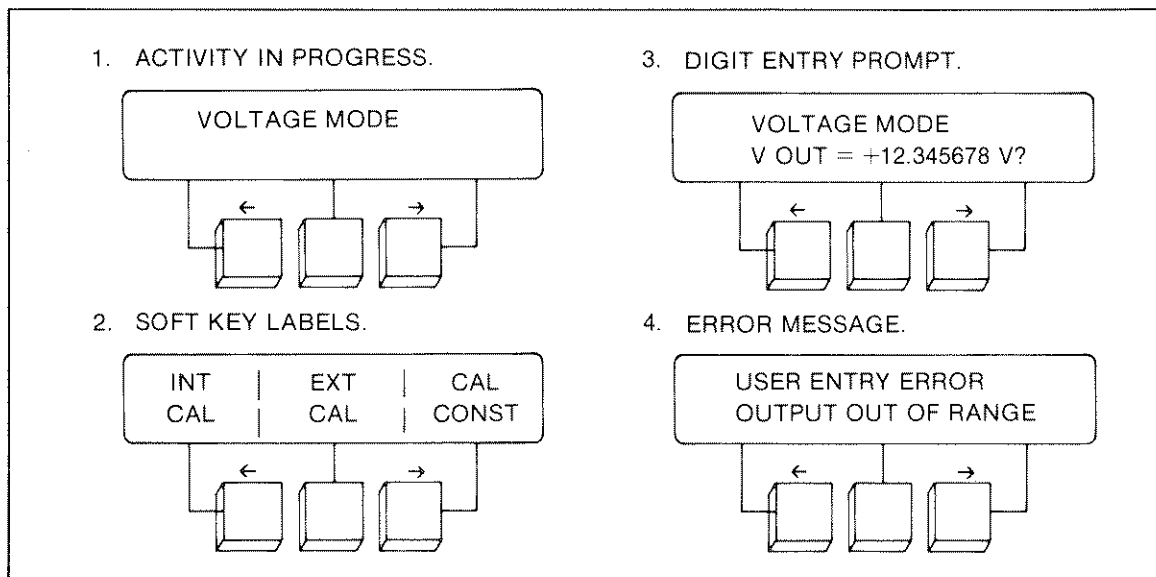 1. ACTIVITY IN PROGRESS.
VOLTAGE MODE
← →
2. SOFT KEY LABELS.
INT | EXT | CAL
CAL | CAL | CONST
← →
3. DIGIT ENTRY PROMPT.
VOLTAGE MODE
V OUT = +12.345678 V?
← →
4. ERROR MESSAGE.
USER ENTRY ERROR
OUTPUT OUT OF RANGE
← →